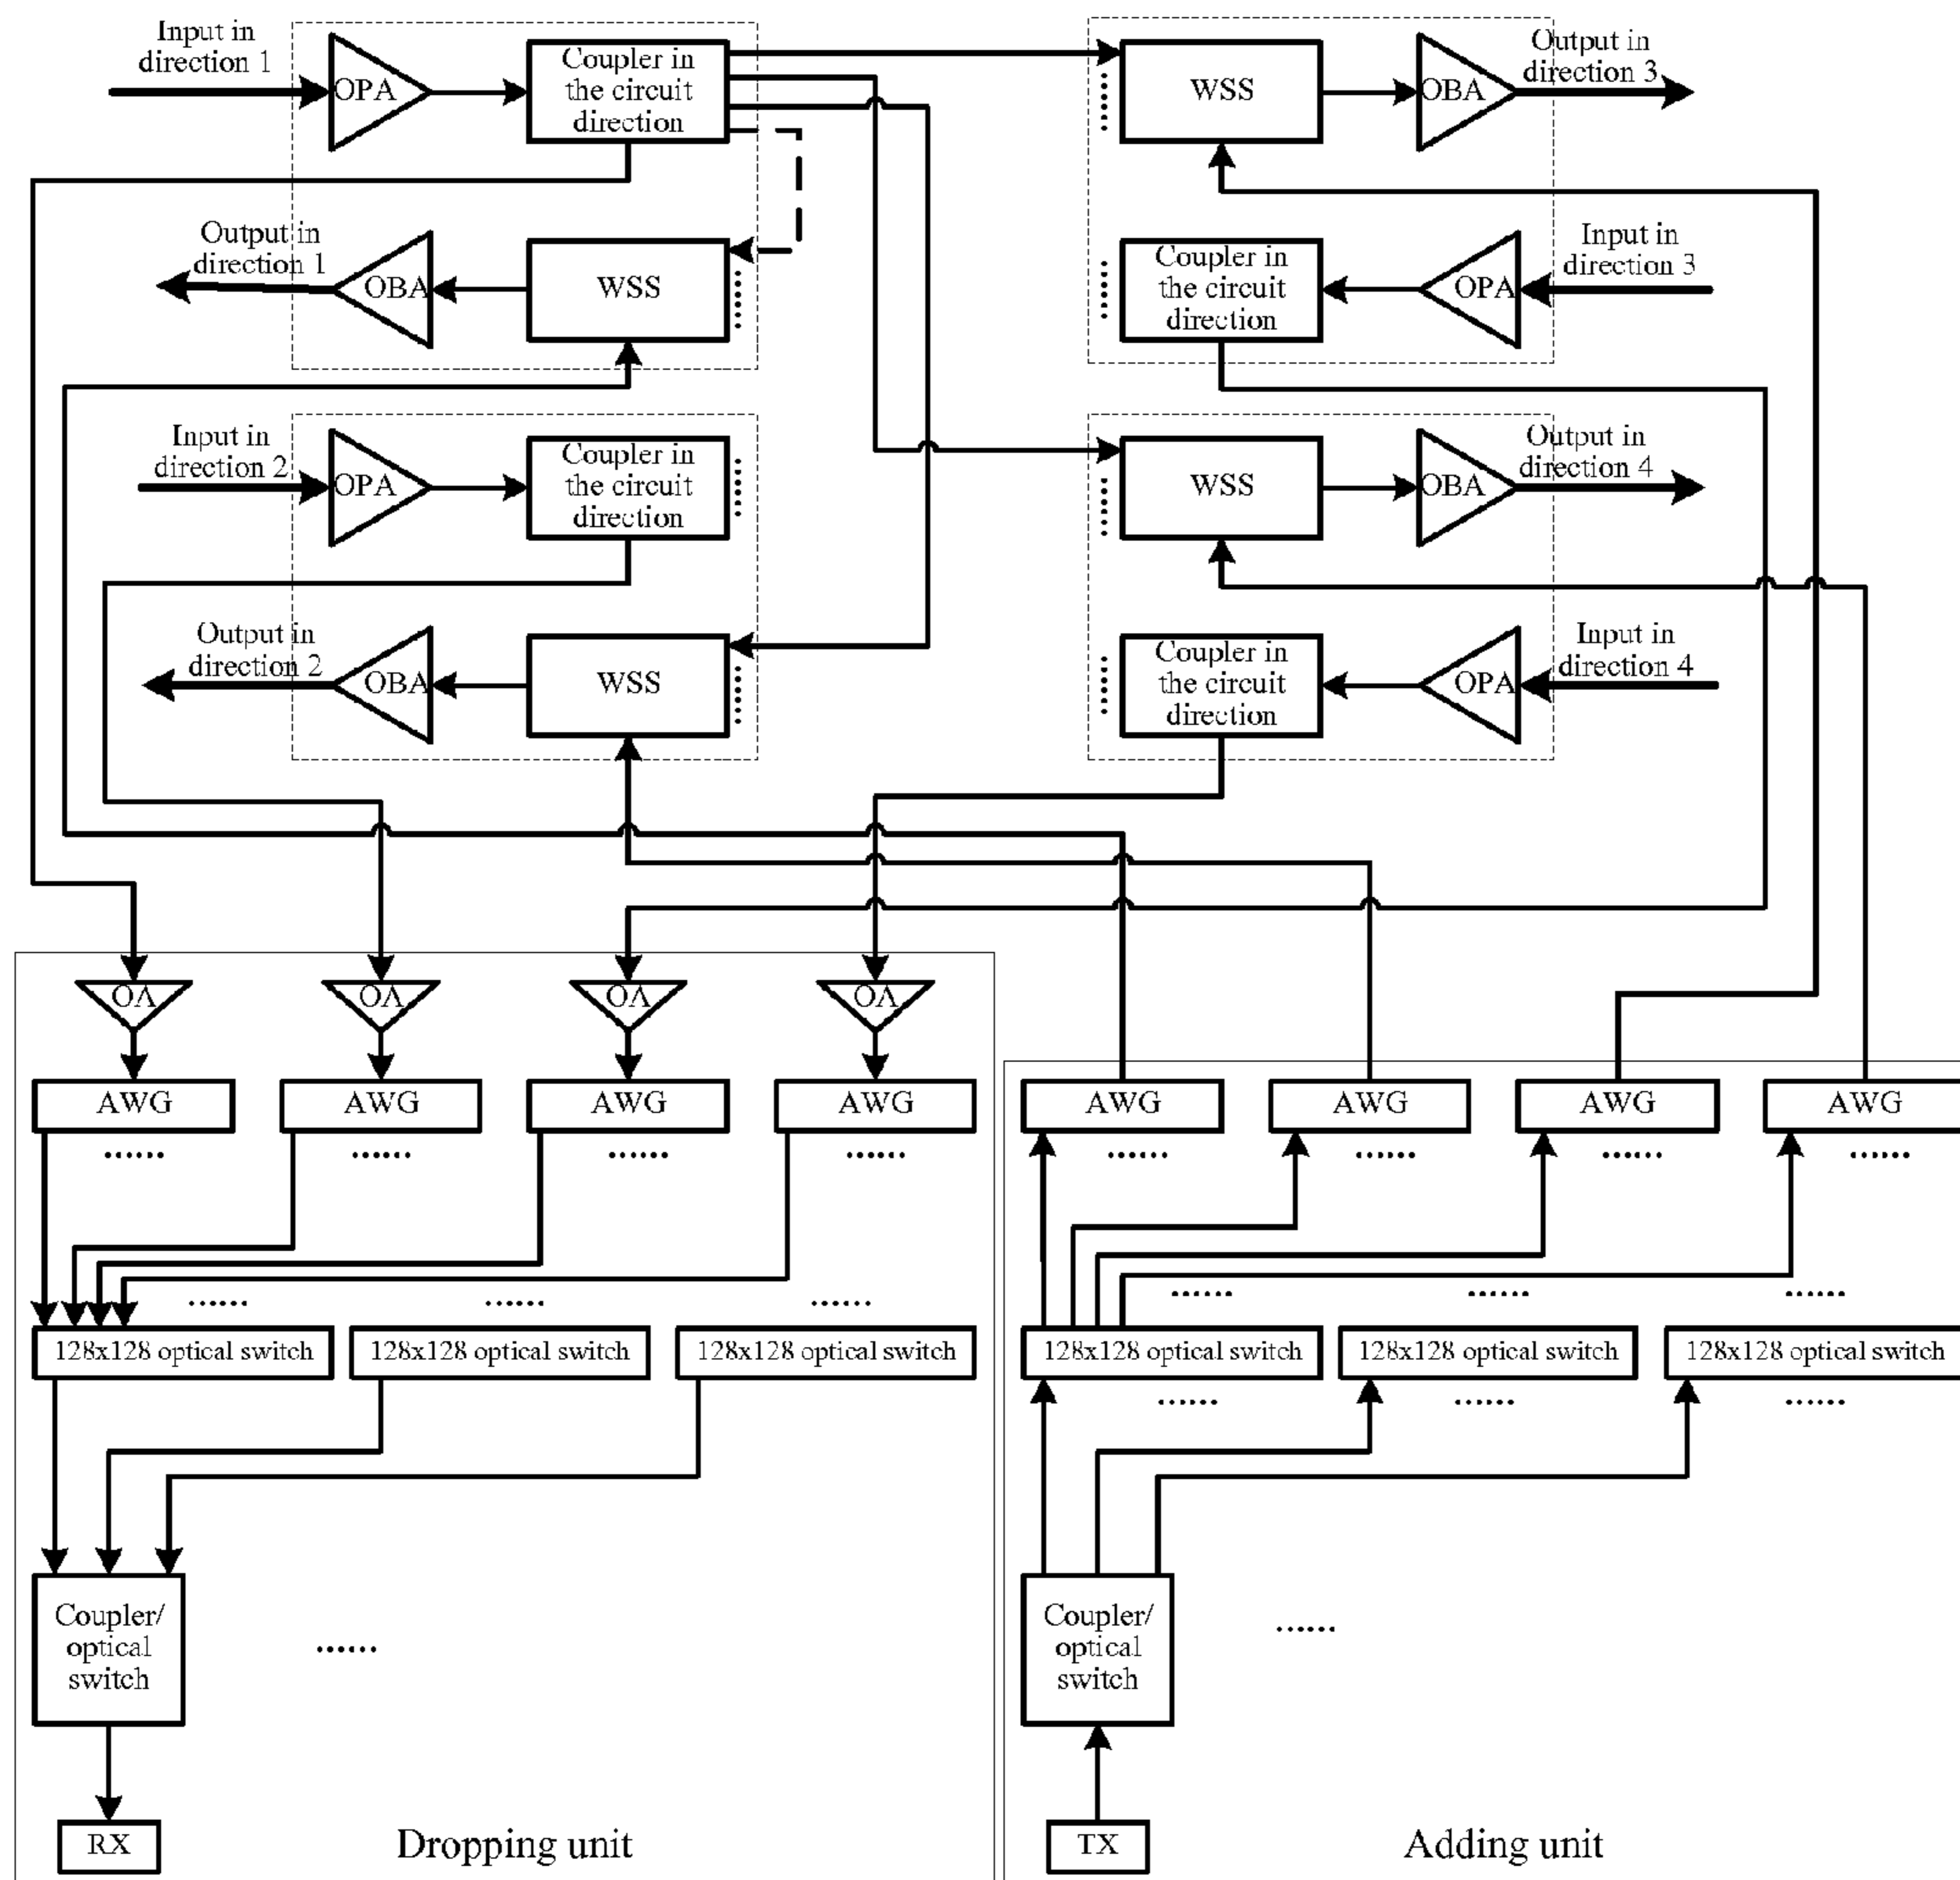 Input in
direction 1
OPA
Coupler in
the circuit
direction
WSS
OBA
Output in
direction 3
Output in
direction 1
OBA
WSS
Coupler in
the circuit
direction
OPA
Input in
direction 3
Input in
direction 2
OPA
Coupler in
the circuit
direction
WSS
OBA
Output in
direction 4
Output in
direction 2
OBA
WSS
Coupler in
the circuit
direction
OPA
Input in
direction 4
OA
OA
OA
OA
AWG
AWG
AWG
AWG
AWG
AWG
AWG
AWG
128x128 optical switch
128x128 optical switch
128x128 optical switch
128x128 optical switch
128x128 optical switch
128x128 optical switch
Coupler/
optical
switch
Coupler/
optical
switch
RX
Dropping unit
TX
Adding unit